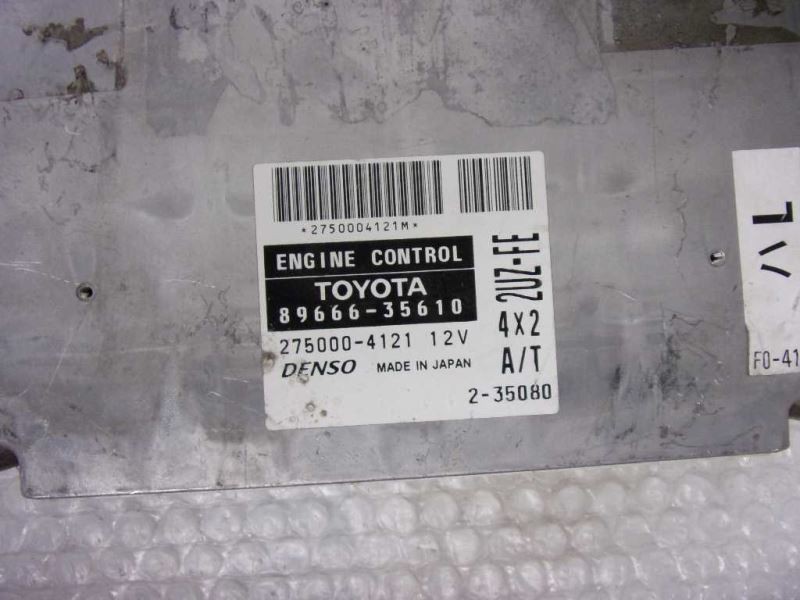 *2750004121M*
ENGINE CONTROL
TOYOTA
89666-35610
275000-4121 12V
DENSO MADE IN JAPAN
2UZ-FE
4X2
A/T
2-35080
F0-41